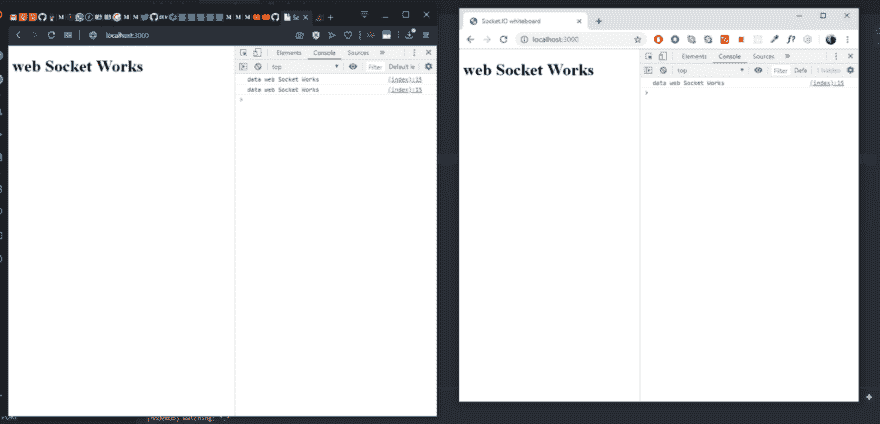 localhost:3000
web Socket Works
Elements Console Sources
top Filter Default le
data web Socket Works (index):15
data web Socket Works (index):15
Socket.IO whiteboard
localhost:3000
web Socket Works
Elements Console Sources
top Filter Defa
data web Socket Works (index):15